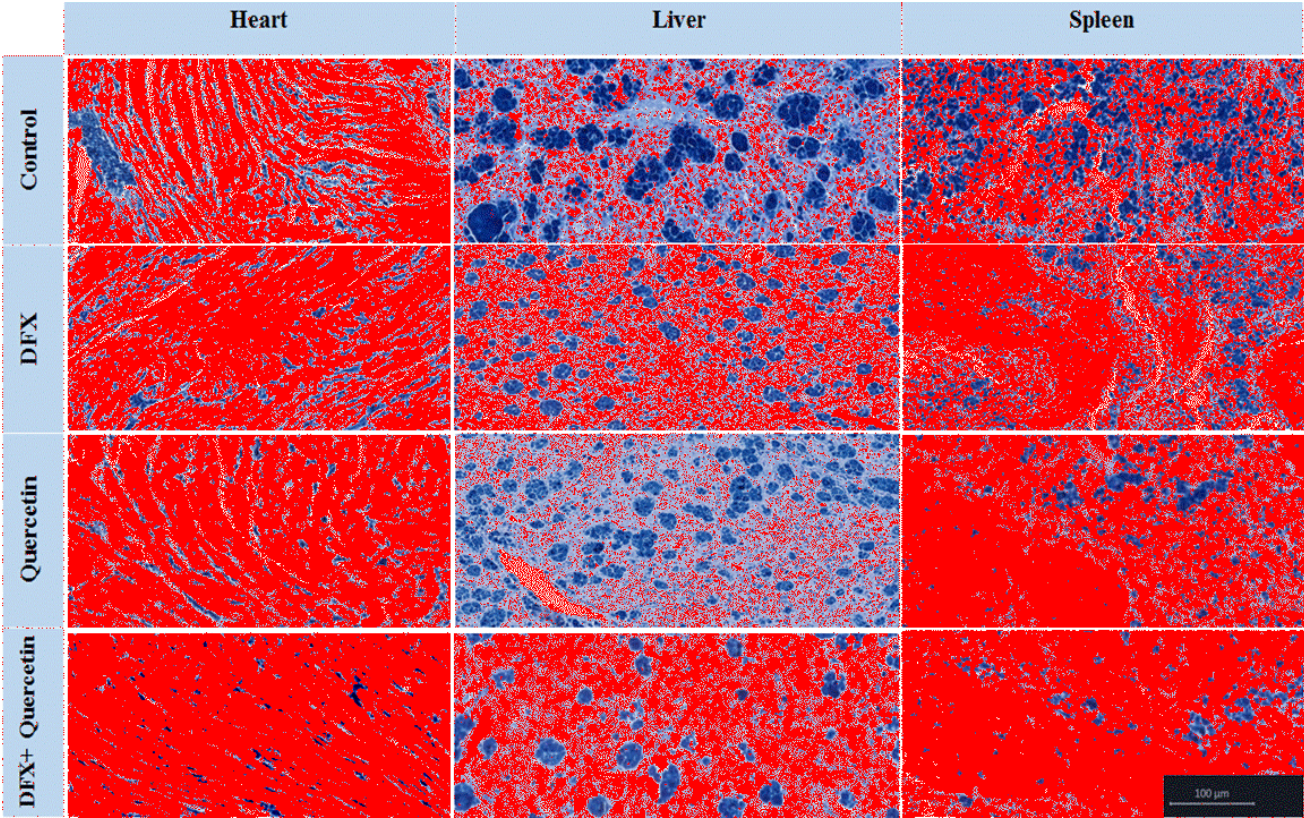 Heart
Liver
Spleen
Control
DFX
Quercetin
DFX+ Quercetin
100 µm